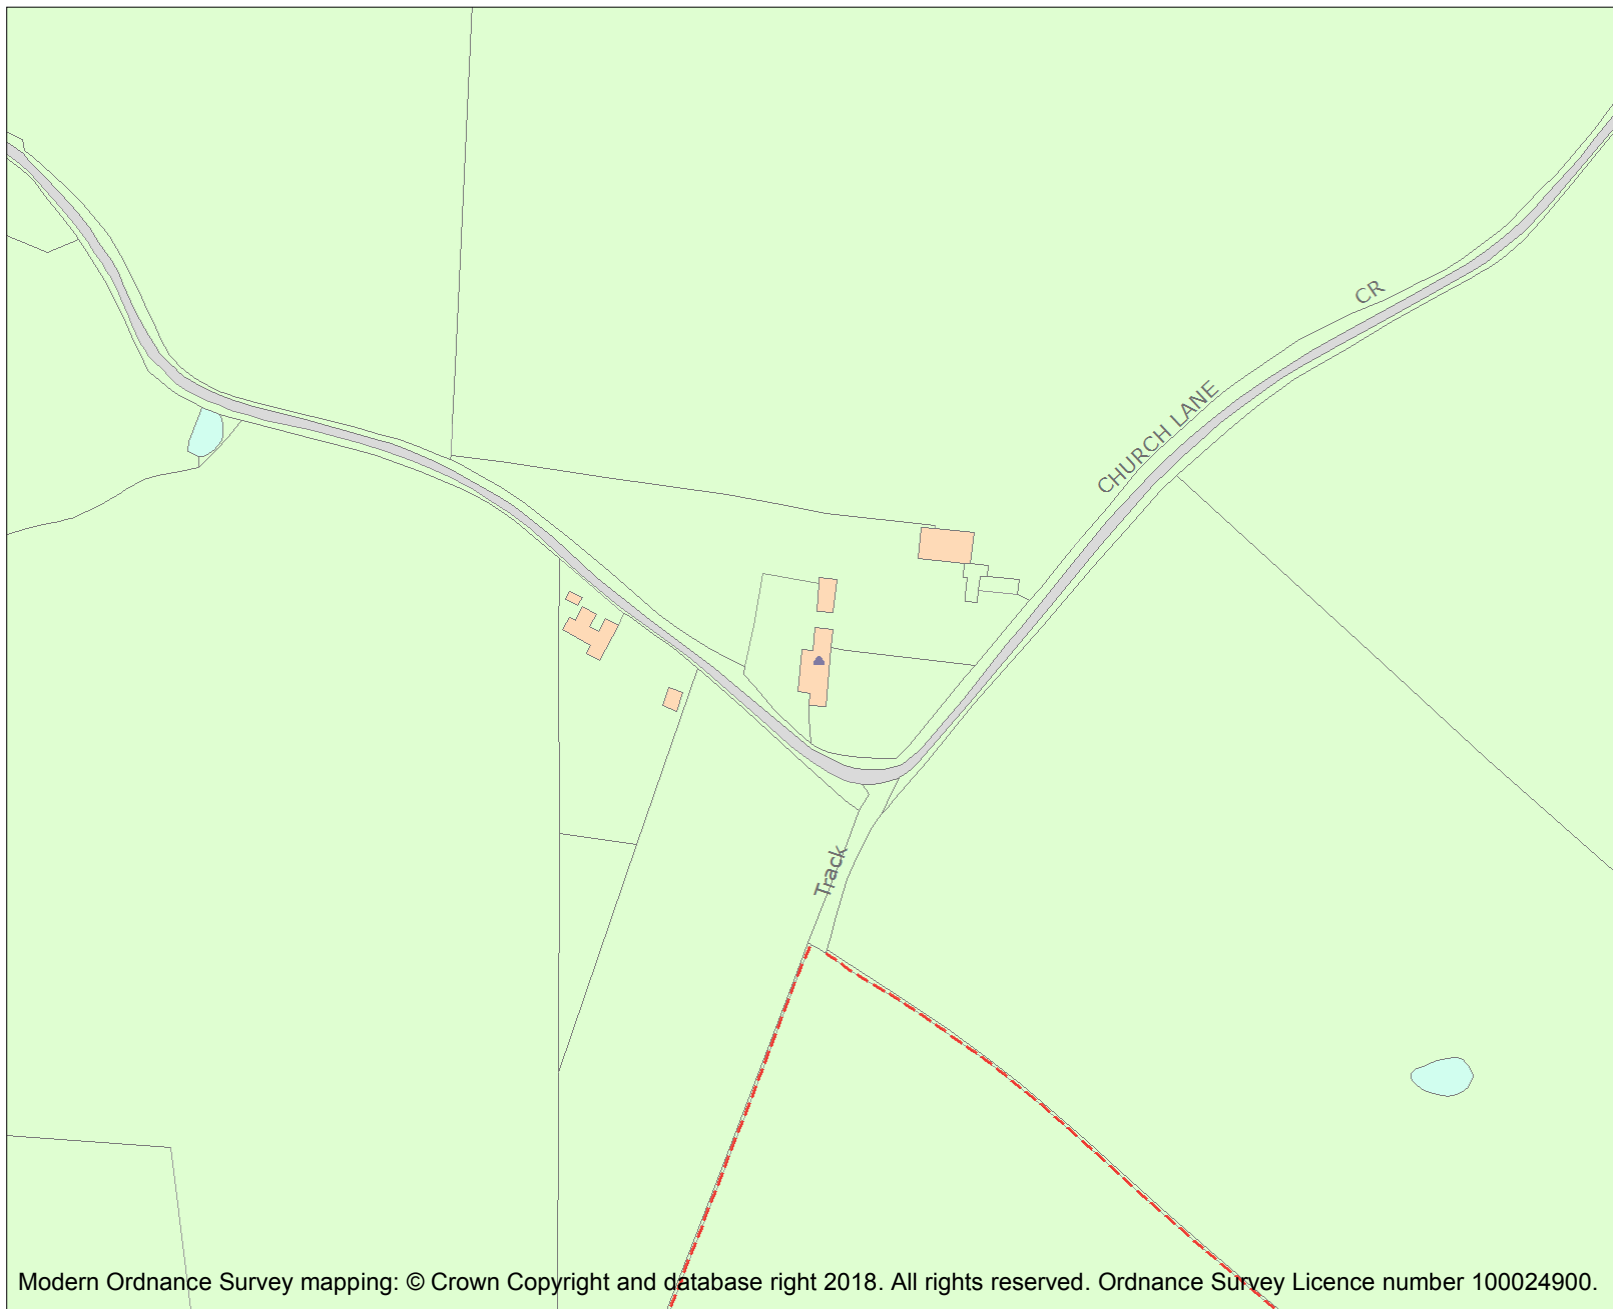 CR
CHURCH LANE
Track
Modern Ordnance Survey mapping: © Crown Copyright and database right 2018. All rights reserved. Ordnance Survey Licence number 100024900.